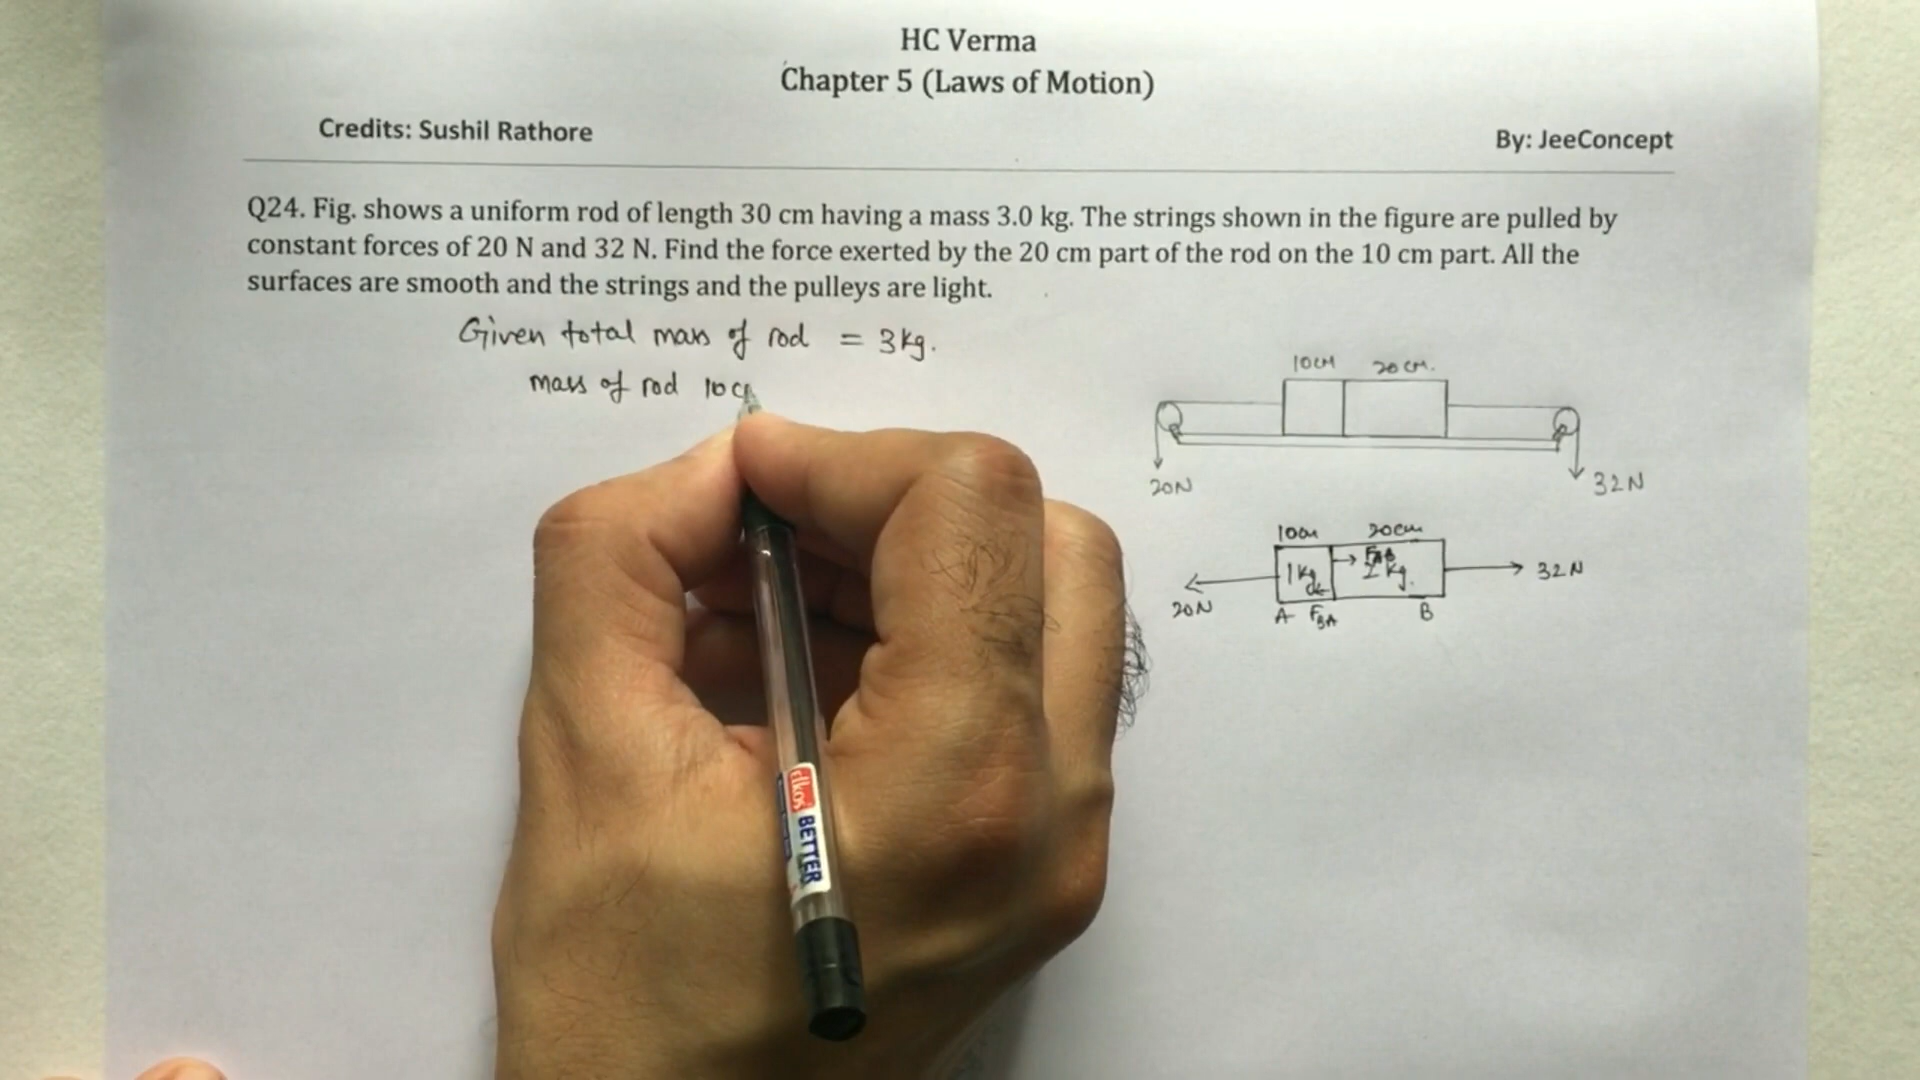 HC Verma
Chapter 5 (Laws of Motion)
Credits: Sushil Rathore
By: JeeConcept
Q24. Fig. shows a uniform rod of length 30 cm having a mass 3.0 kg. The strings shown in the figure are pulled by
constant forces of 20 N and 32 N. Find the force exerted by the 20 cm part of the rod on the 10 cm part. All the
surfaces are smooth and the strings and the pulleys are light.
Given total mass of rod = 3kg.
mass of rod 10c
10cm 20cm.
20N
32N
10cm 20cm
1kg FAB kg.
32N
20N
A FBA B
elkos BETTER